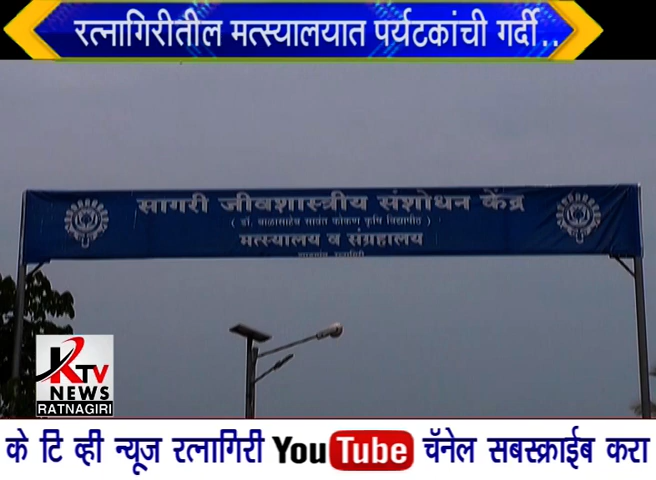 रत्नागिरीतील मत्स्यालयात पर्यटकांची गर्दी..
सागरी जीवशास्त्रीय संशोधन केंद्र
( डॉ. बाळासाहेब सावंत कोकण कृषि विद्यापीठ )
मत्स्यालय व संग्रहालय
रत्नागिरी
KTV
NEWS
RATNAGIRI
के टि व्ही न्यूज रत्नागिरी YouTube चॅनेल सबस्क्राईब करा